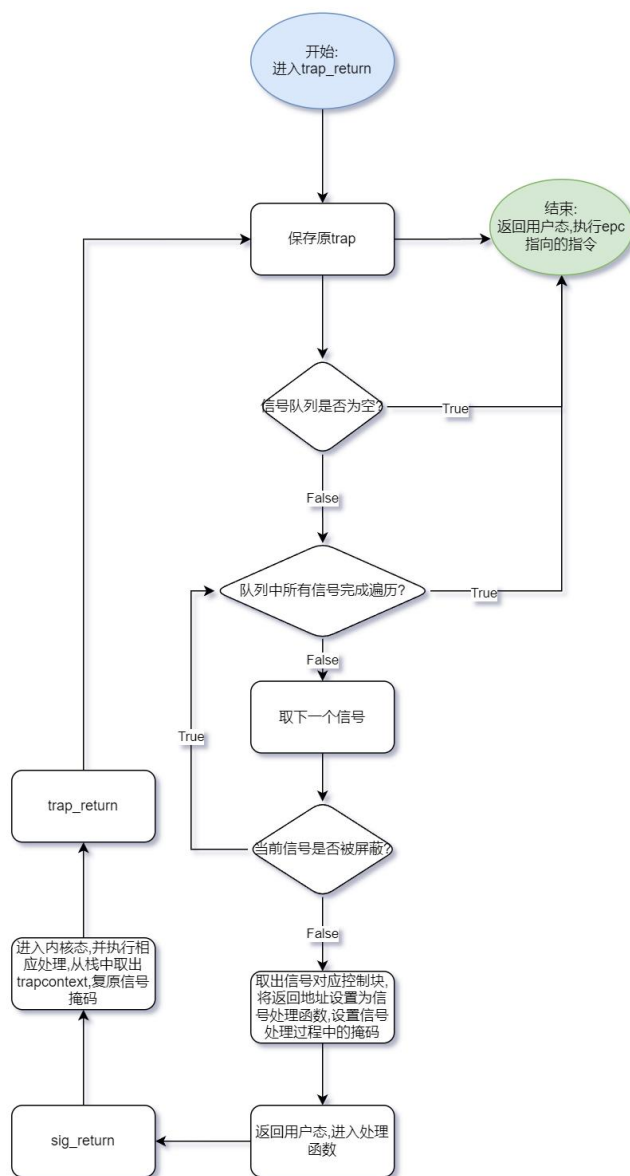 开始:
进入trap_return
保存原trap
结束:
返回用户态,执行epc
指向的指令
信号队列是否为空?
True
False
队列中所有信号完成遍历?
True
False
取下一个信号
True
trap_return
当前信号是否被屏蔽?
False
进入内核态,并执行相
应处理,从栈中取出
trapcontext,复原信号
掩码
取出信号对应控制块,
将返回地址设置为信
号处理函数,设置信号
处理过程中的掩码
sig_return
返回用户态,进入处理
函数